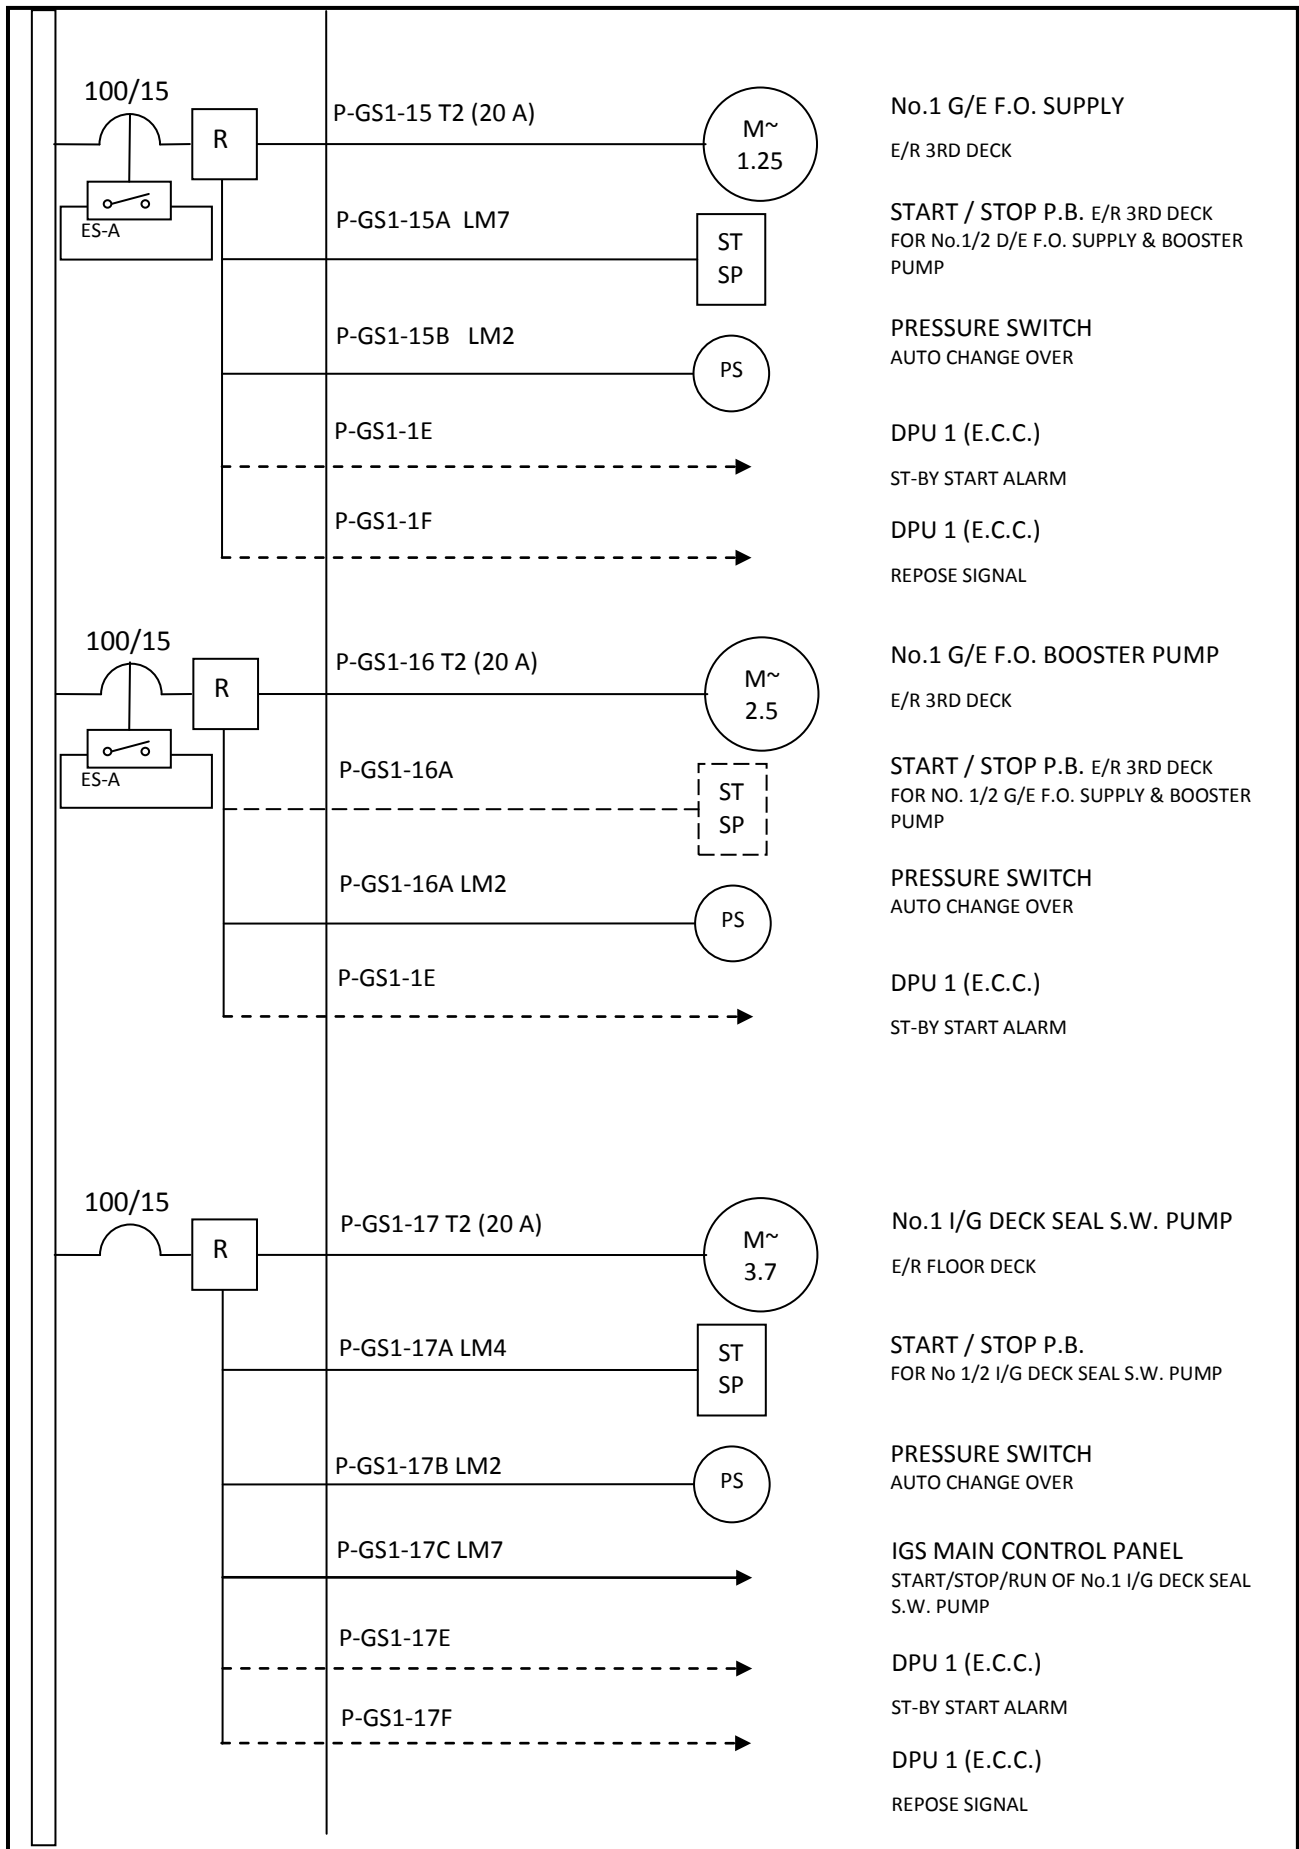 100/15
R
P-GS1-15 T2 (20 A)
M~
1.25
No.1 G/E F.O. SUPPLY
E/R 3RD DECK
ES-A
P-GS1-15A LM7
ST
SP
START / STOP P.B. E/R 3RD DECK
FOR No.1/2 D/E F.O. SUPPLY & BOOSTER
PUMP
P-GS1-15B LM2
PS
PRESSURE SWITCH
AUTO CHANGE OVER
P-GS1-1E
DPU 1 (E.C.C.)
ST-BY START ALARM
P-GS1-1F
DPU 1 (E.C.C.)
REPOSE SIGNAL
100/15
R
P-GS1-16 T2 (20 A)
M~
2.5
No.1 G/E F.O. BOOSTER PUMP
E/R 3RD DECK
ES-A
P-GS1-16A
ST
SP
START / STOP P.B. E/R 3RD DECK
FOR NO. 1/2 G/E F.O. SUPPLY & BOOSTER
PUMP
P-GS1-16A LM2
PS
PRESSURE SWITCH
AUTO CHANGE OVER
P-GS1-1E
DPU 1 (E.C.C.)
ST-BY START ALARM
100/15
R
P-GS1-17 T2 (20 A)
M~
3.7
No.1 I/G DECK SEAL S.W. PUMP
E/R FLOOR DECK
P-GS1-17A LM4
ST
SP
START / STOP P.B.
FOR No 1/2 I/G DECK SEAL S.W. PUMP
P-GS1-17B LM2
PS
PRESSURE SWITCH
AUTO CHANGE OVER
P-GS1-17C LM7
IGS MAIN CONTROL PANEL
START/STOP/RUN OF No.1 I/G DECK SEAL
S.W. PUMP
P-GS1-17E
DPU 1 (E.C.C.)
ST-BY START ALARM
P-GS1-17F
DPU 1 (E.C.C.)
REPOSE SIGNAL